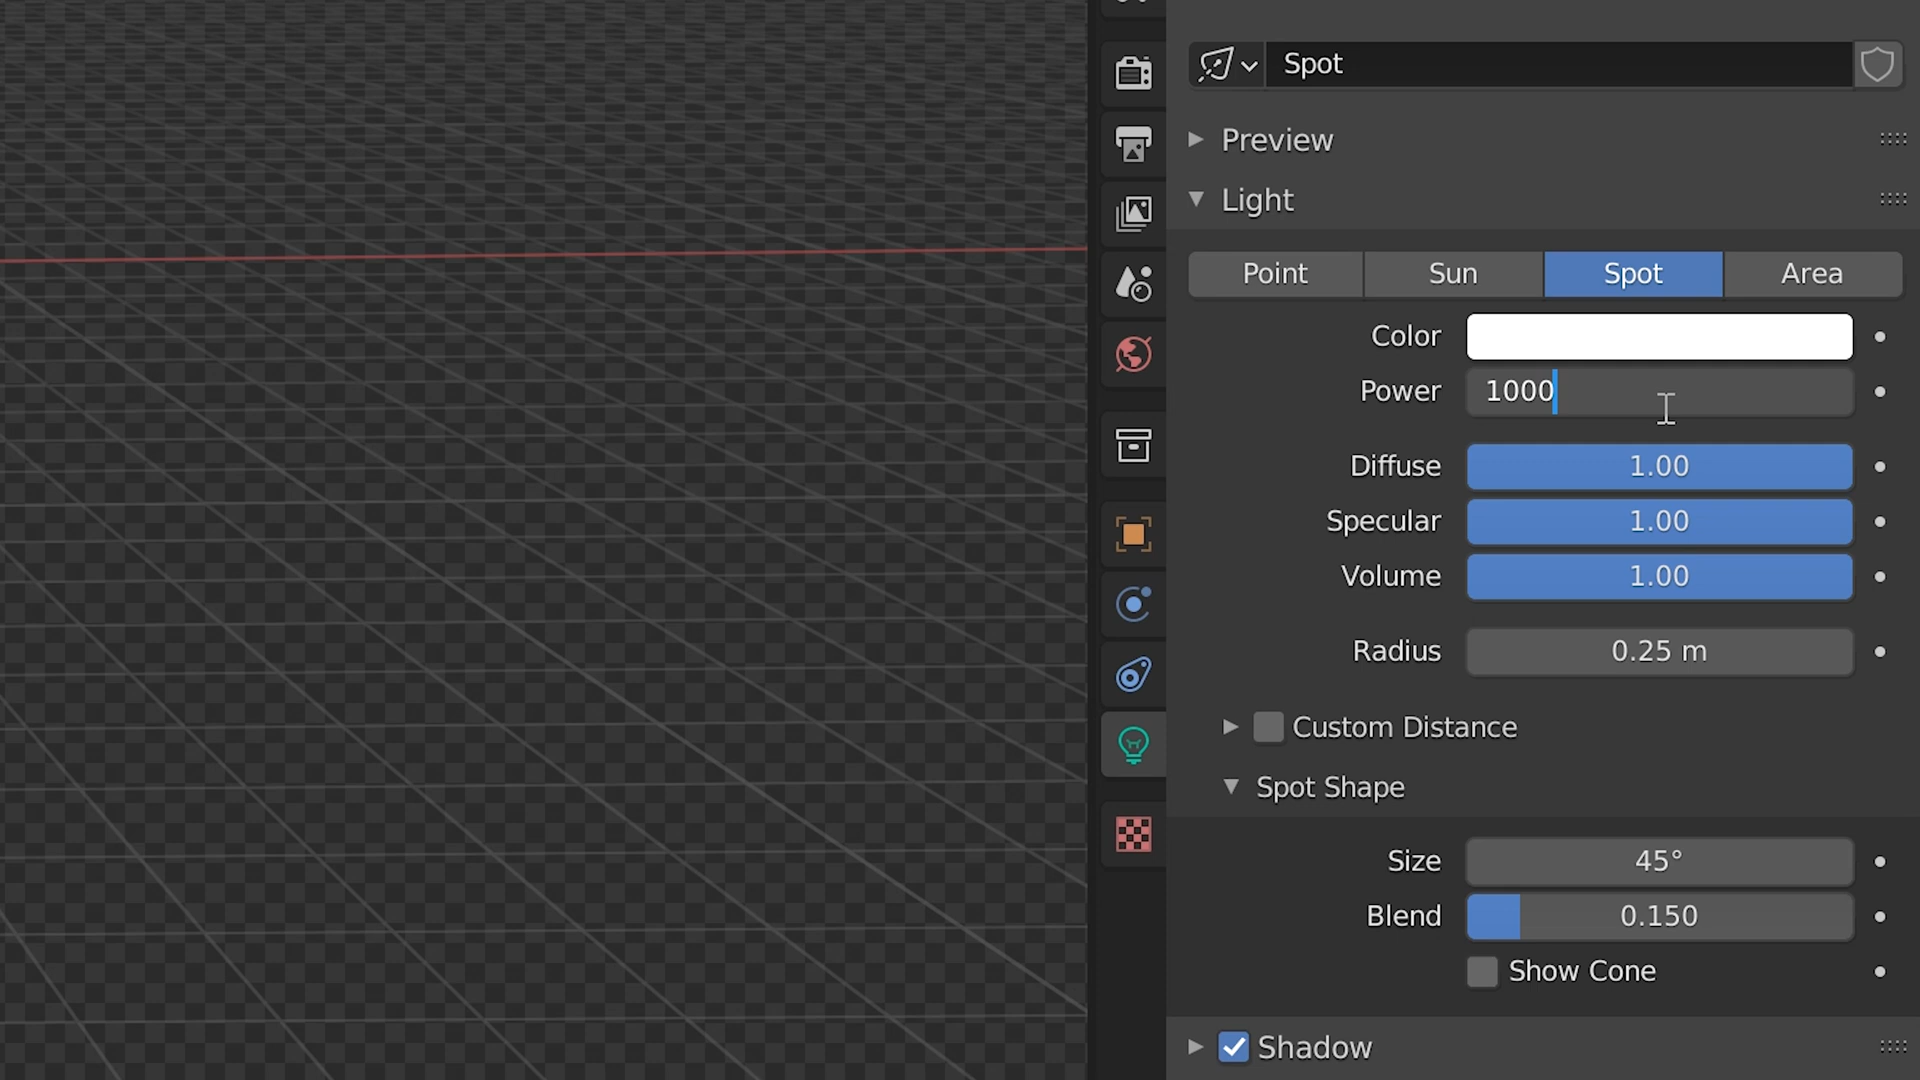 Spot
Preview
Light
Point Sun Spot Area
Color
Power 1000
Diffuse 1.00
Specular 1.00
Volume 1.00
Radius 0.25 m
Custom Distance
Spot Shape
Size 45°
Blend 0.150
Show Cone
Shadow